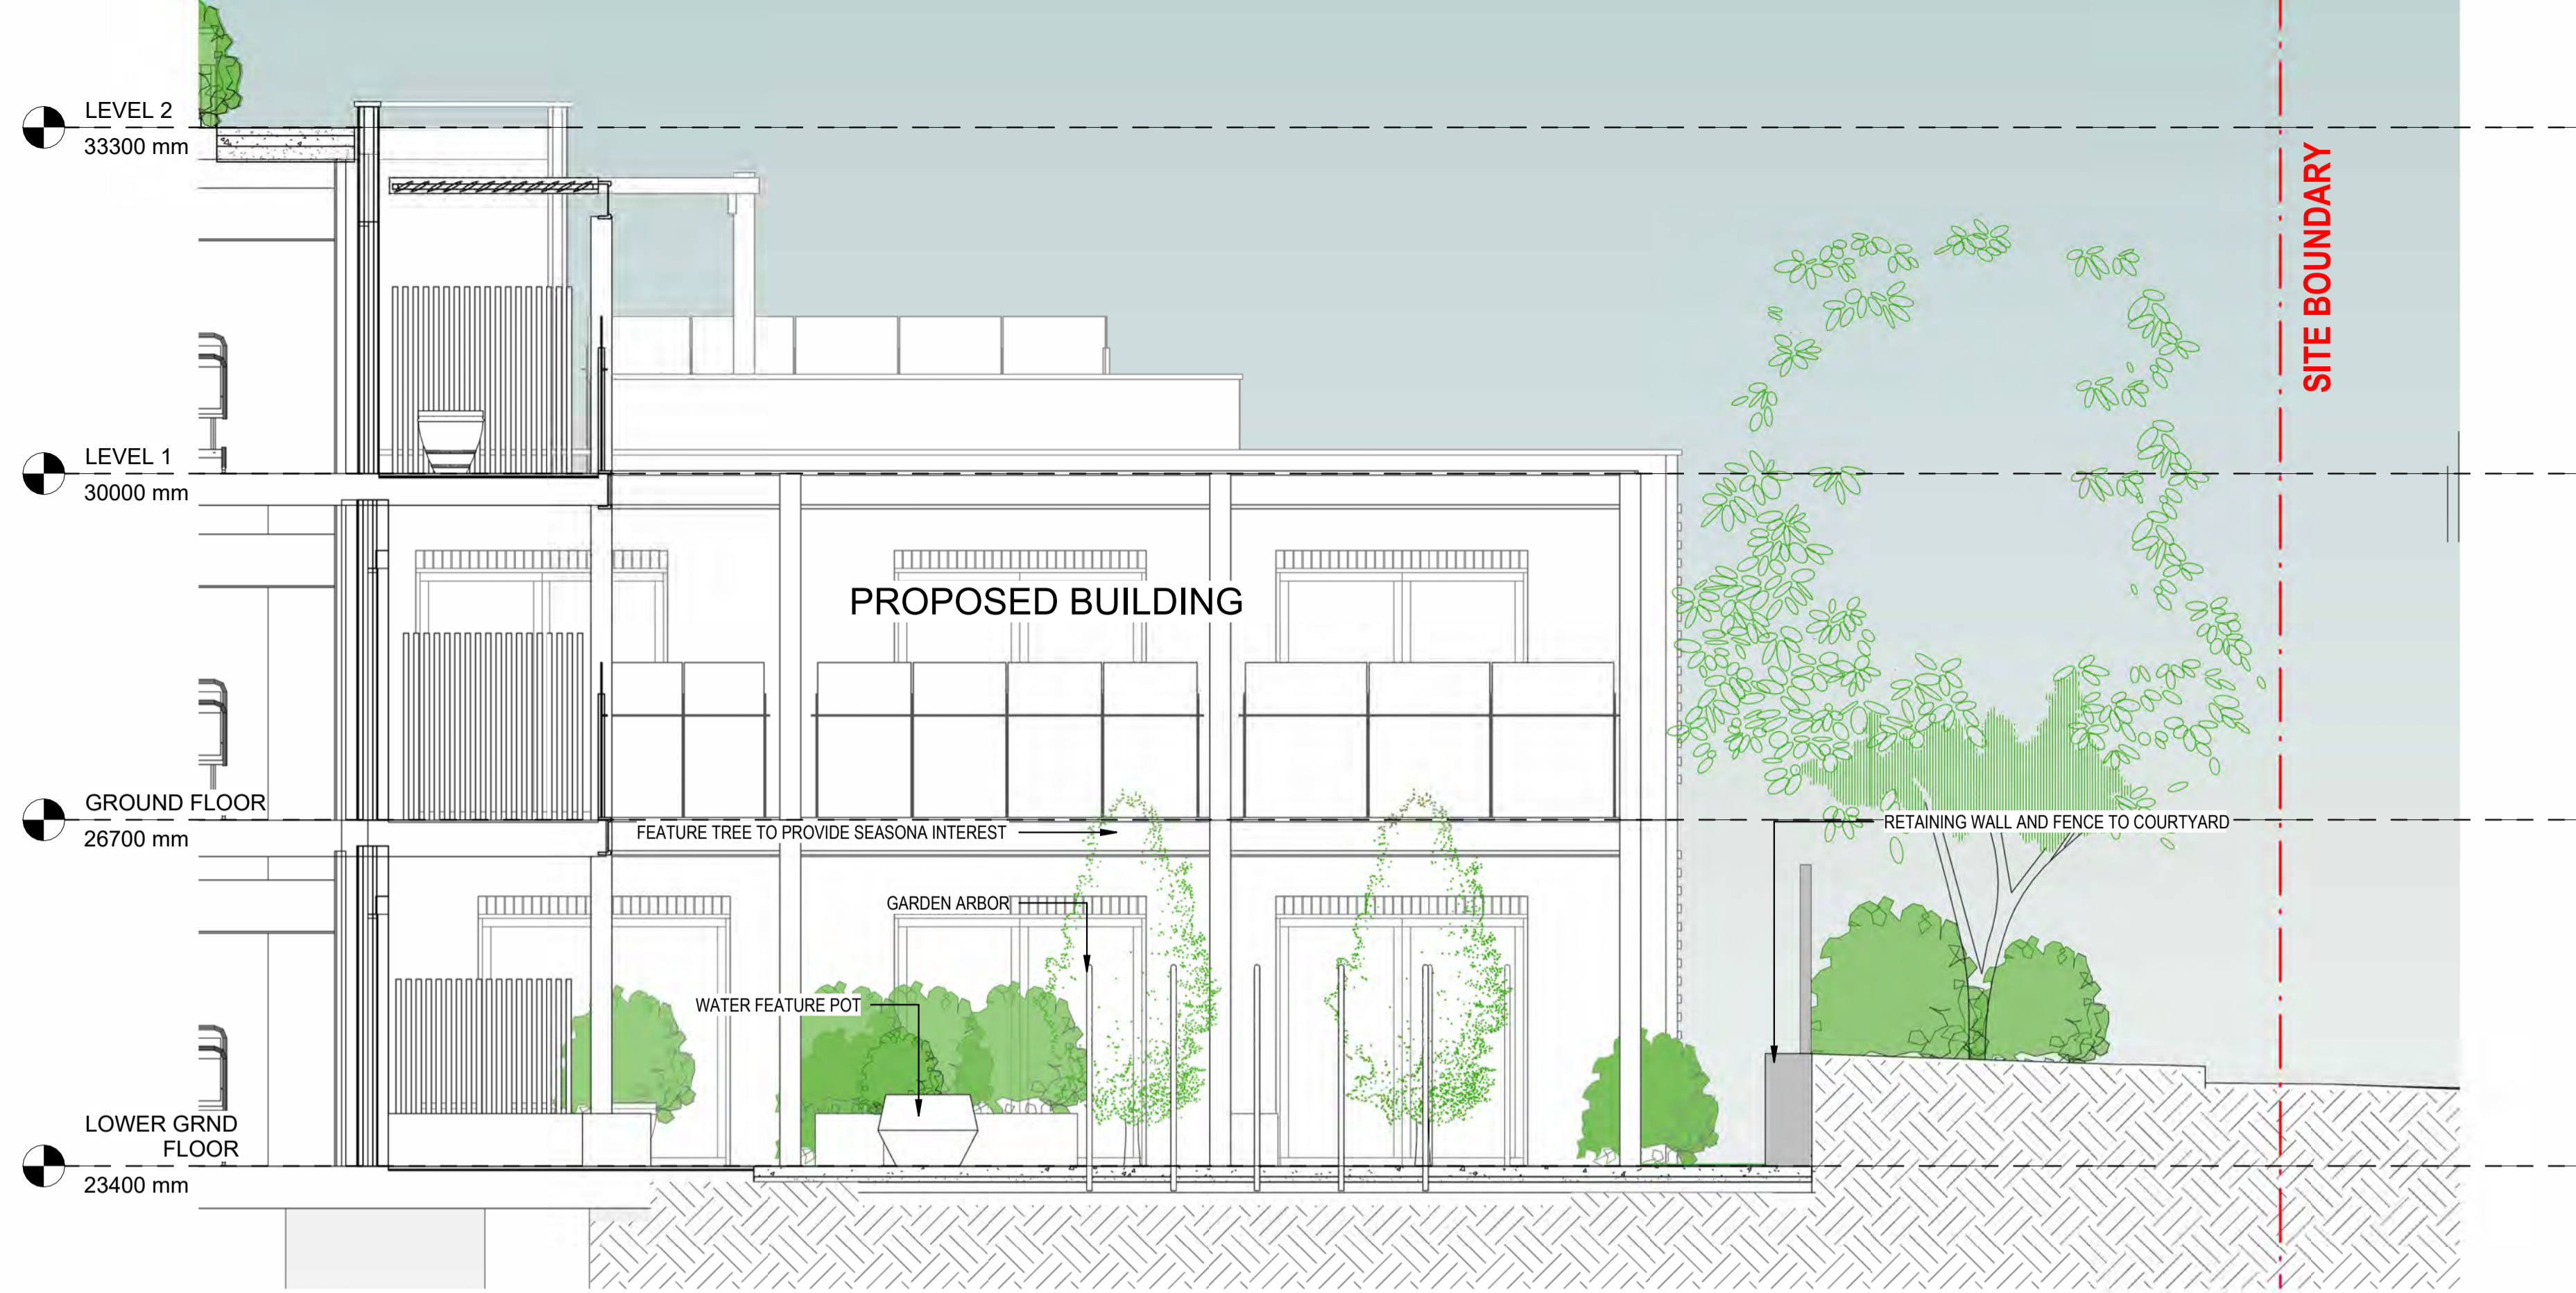 LEVEL 2
33300 mm
SITE BOUNDARY
LEVEL 1
30000 mm
PROPOSED BUILDING
GROUND FLOOR
26700 mm
FEATURE TREE TO PROVIDE SEASONA INTEREST
RETAINING WALL AND FENCE TO COURTYARD
GARDEN ARBOR
WATER FEATURE POT
LOWER GRND
FLOOR
23400 mm